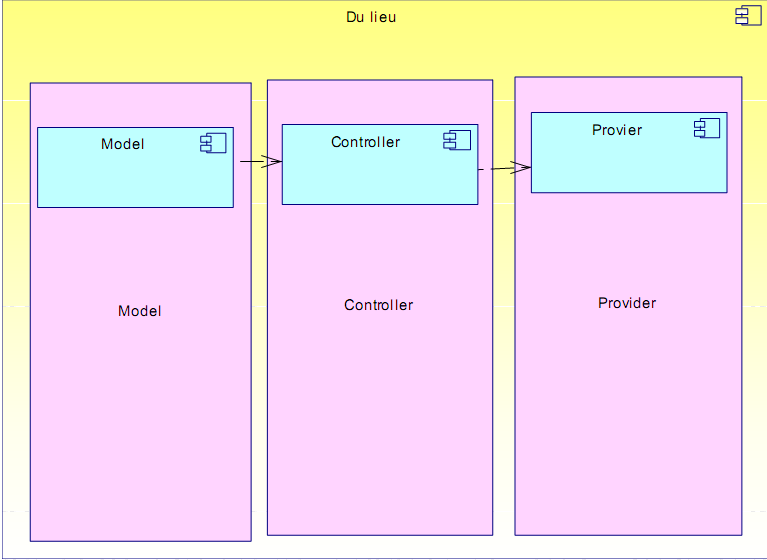 Du lieu
Model
Controller
Provier
Model
Controller
Provider